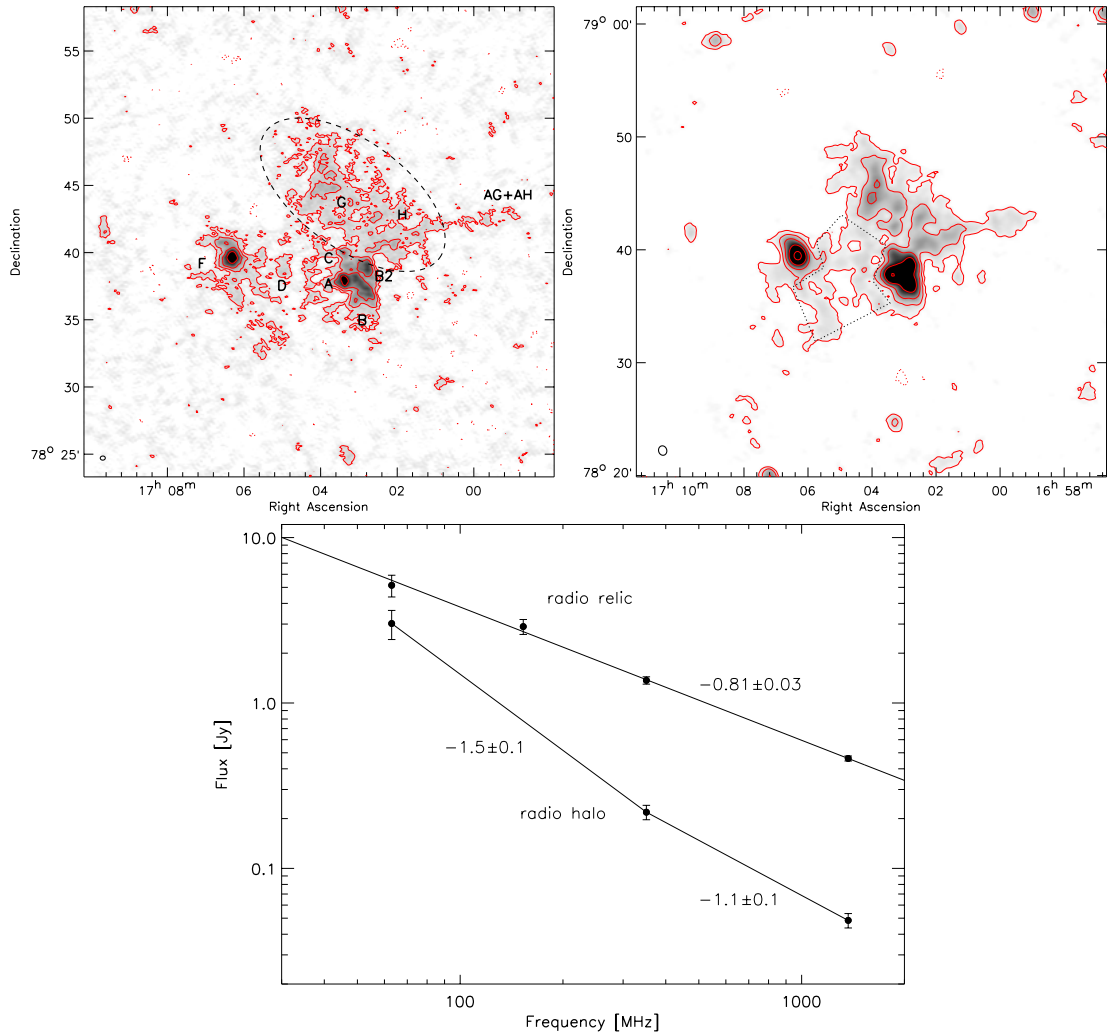 55
50
45
40
35
30
78° 25'
Declination
17ʰ 08ᵐ
06
04
02
00
Right Ascension
AG+AH
G
H
F
C
D
A
B2
B
79° 00'
50
40
30
78° 20'
Declination
17ʰ 10ᵐ
08
06
04
02
00
16ʰ 58ᵐ
Right Ascension
10.0
1.0
0.1
Flux [Jy]
radio relic
−0.81±0.03
−1.5±0.1
radio halo
−1.1±0.1
100
1000
Frequency [MHz]